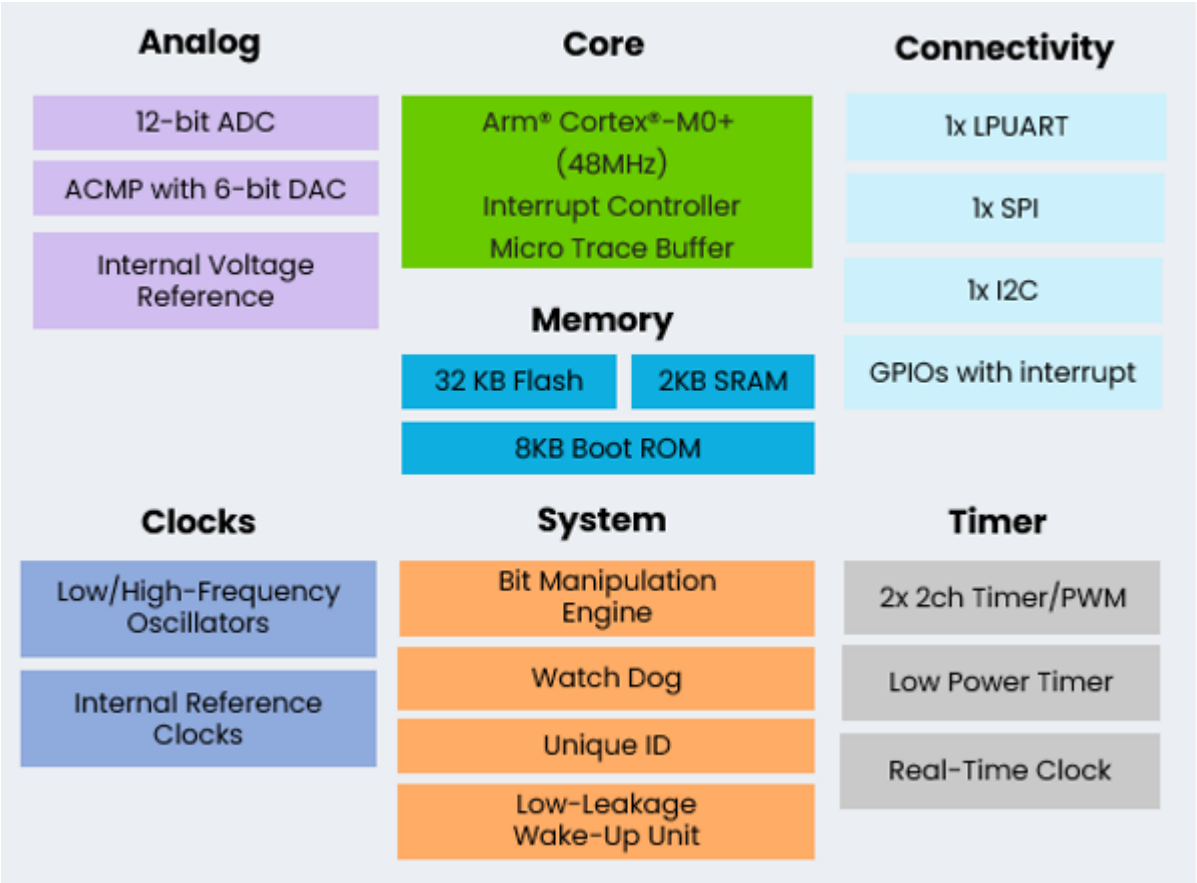 Analog
12-bit ADC
ACMP with 6-bit DAC
Internal Voltage
Reference
Core
Arm® Cortex®-M0+
(48MHz)
Interrupt Controller
Micro Trace Buffer
Memory
32 KB Flash
2KB SRAM
8KB Boot ROM
Connectivity
1x LPUART
1x SPI
1x I2C
GPIOs with interrupt
Clocks
Low/High-Frequency
Oscillators
Internal Reference
Clocks
System
Bit Manipulation
Engine
Watch Dog
Unique ID
Low-Leakage
Wake-Up Unit
Timer
2x 2ch Timer/PWM
Low Power Timer
Real-Time Clock